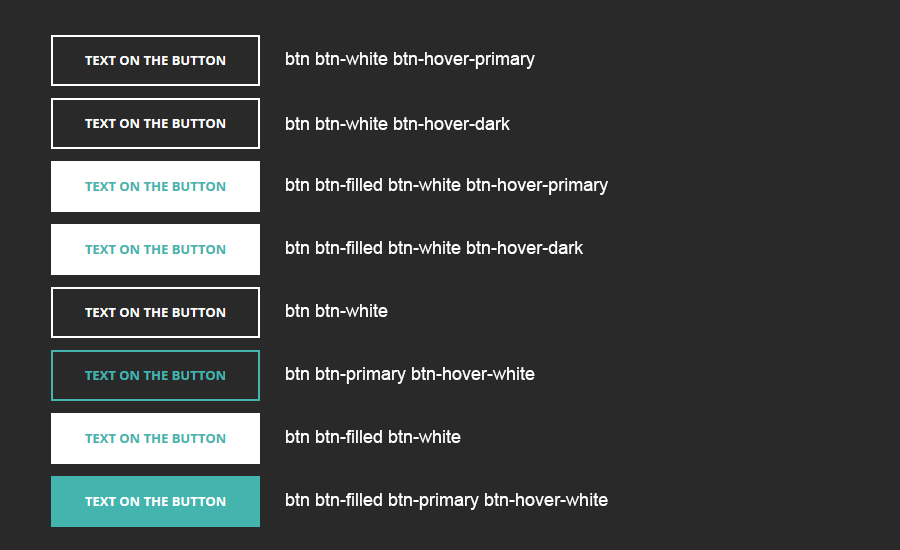 TEXT ON THE BUTTON btn btn-white btn-hover-primary
TEXT ON THE BUTTON btn btn-white btn-hover-dark
TEXT ON THE BUTTON btn btn-filled btn-white btn-hover-primary
TEXT ON THE BUTTON btn btn-filled btn-white btn-hover-dark
TEXT ON THE BUTTON btn btn-white
TEXT ON THE BUTTON btn btn-primary btn-hover-white
TEXT ON THE BUTTON btn btn-filled btn-white
TEXT ON THE BUTTON btn btn-filled btn-primary btn-hover-white